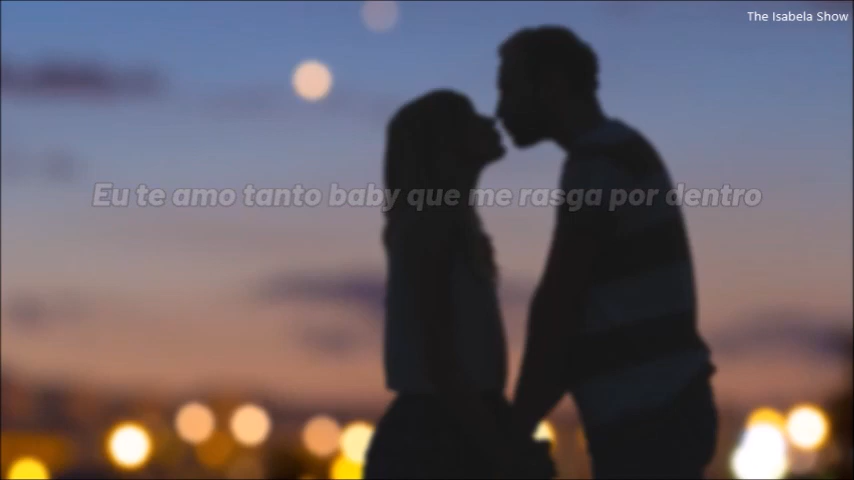 The Isabela Show
Eu te amo tanto baby que me rasga por dentro